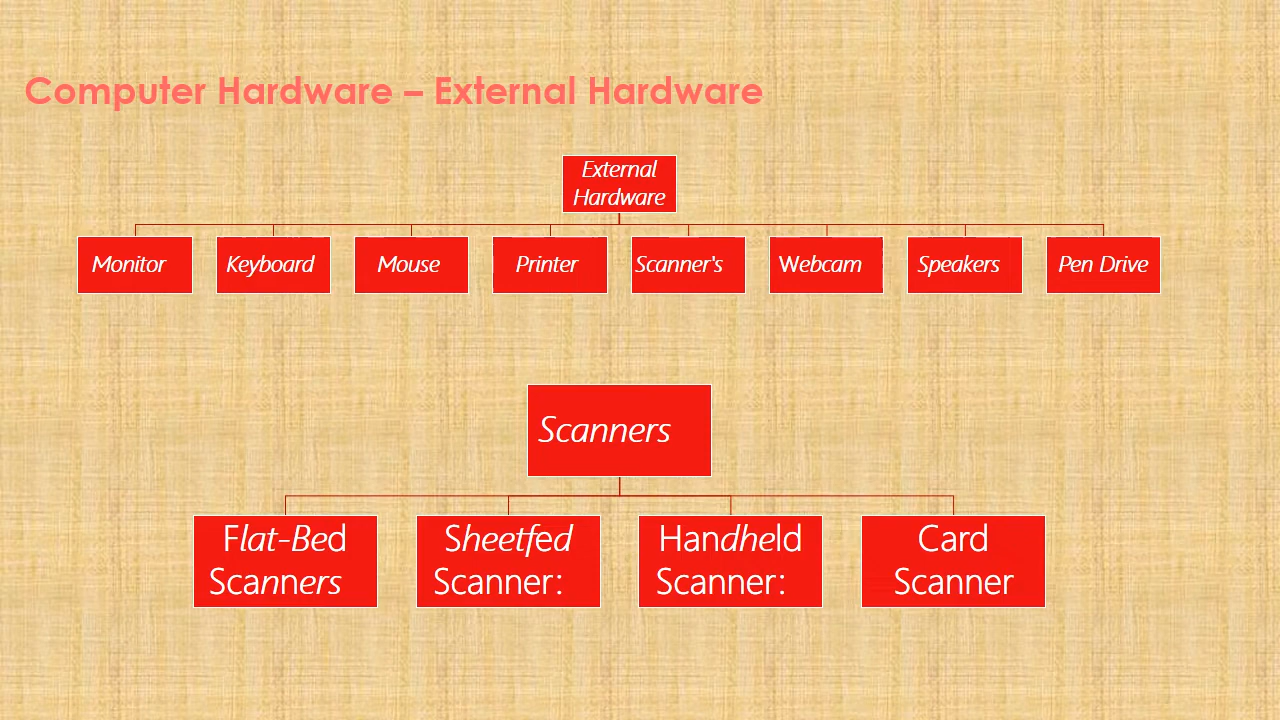 Computer Hardware – External Hardware
External
Hardware
Monitor
Keyboard
Mouse
Printer
Scanner's
Webcam
Speakers
Pen Drive
Scanners
Flat-Bed
Scanners
Sheetfed
Scanner:
Handheld
Scanner:
Card
Scanner